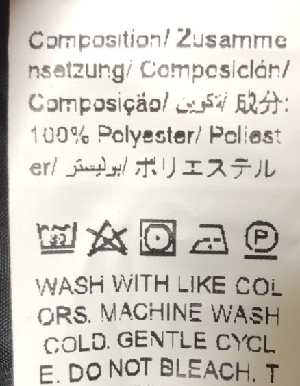 Composition/ Zusamme
nsetzung/ Composición/
Composição/ تكوين/ 成分:
100% Polyester/ Poliest
er/ بوليستر/ ポリエステル
WASH WITH LIKE COL
ORS. MACHINE WASH
COLD. GENTLE CYCL
E. DO NOT BLEACH. T